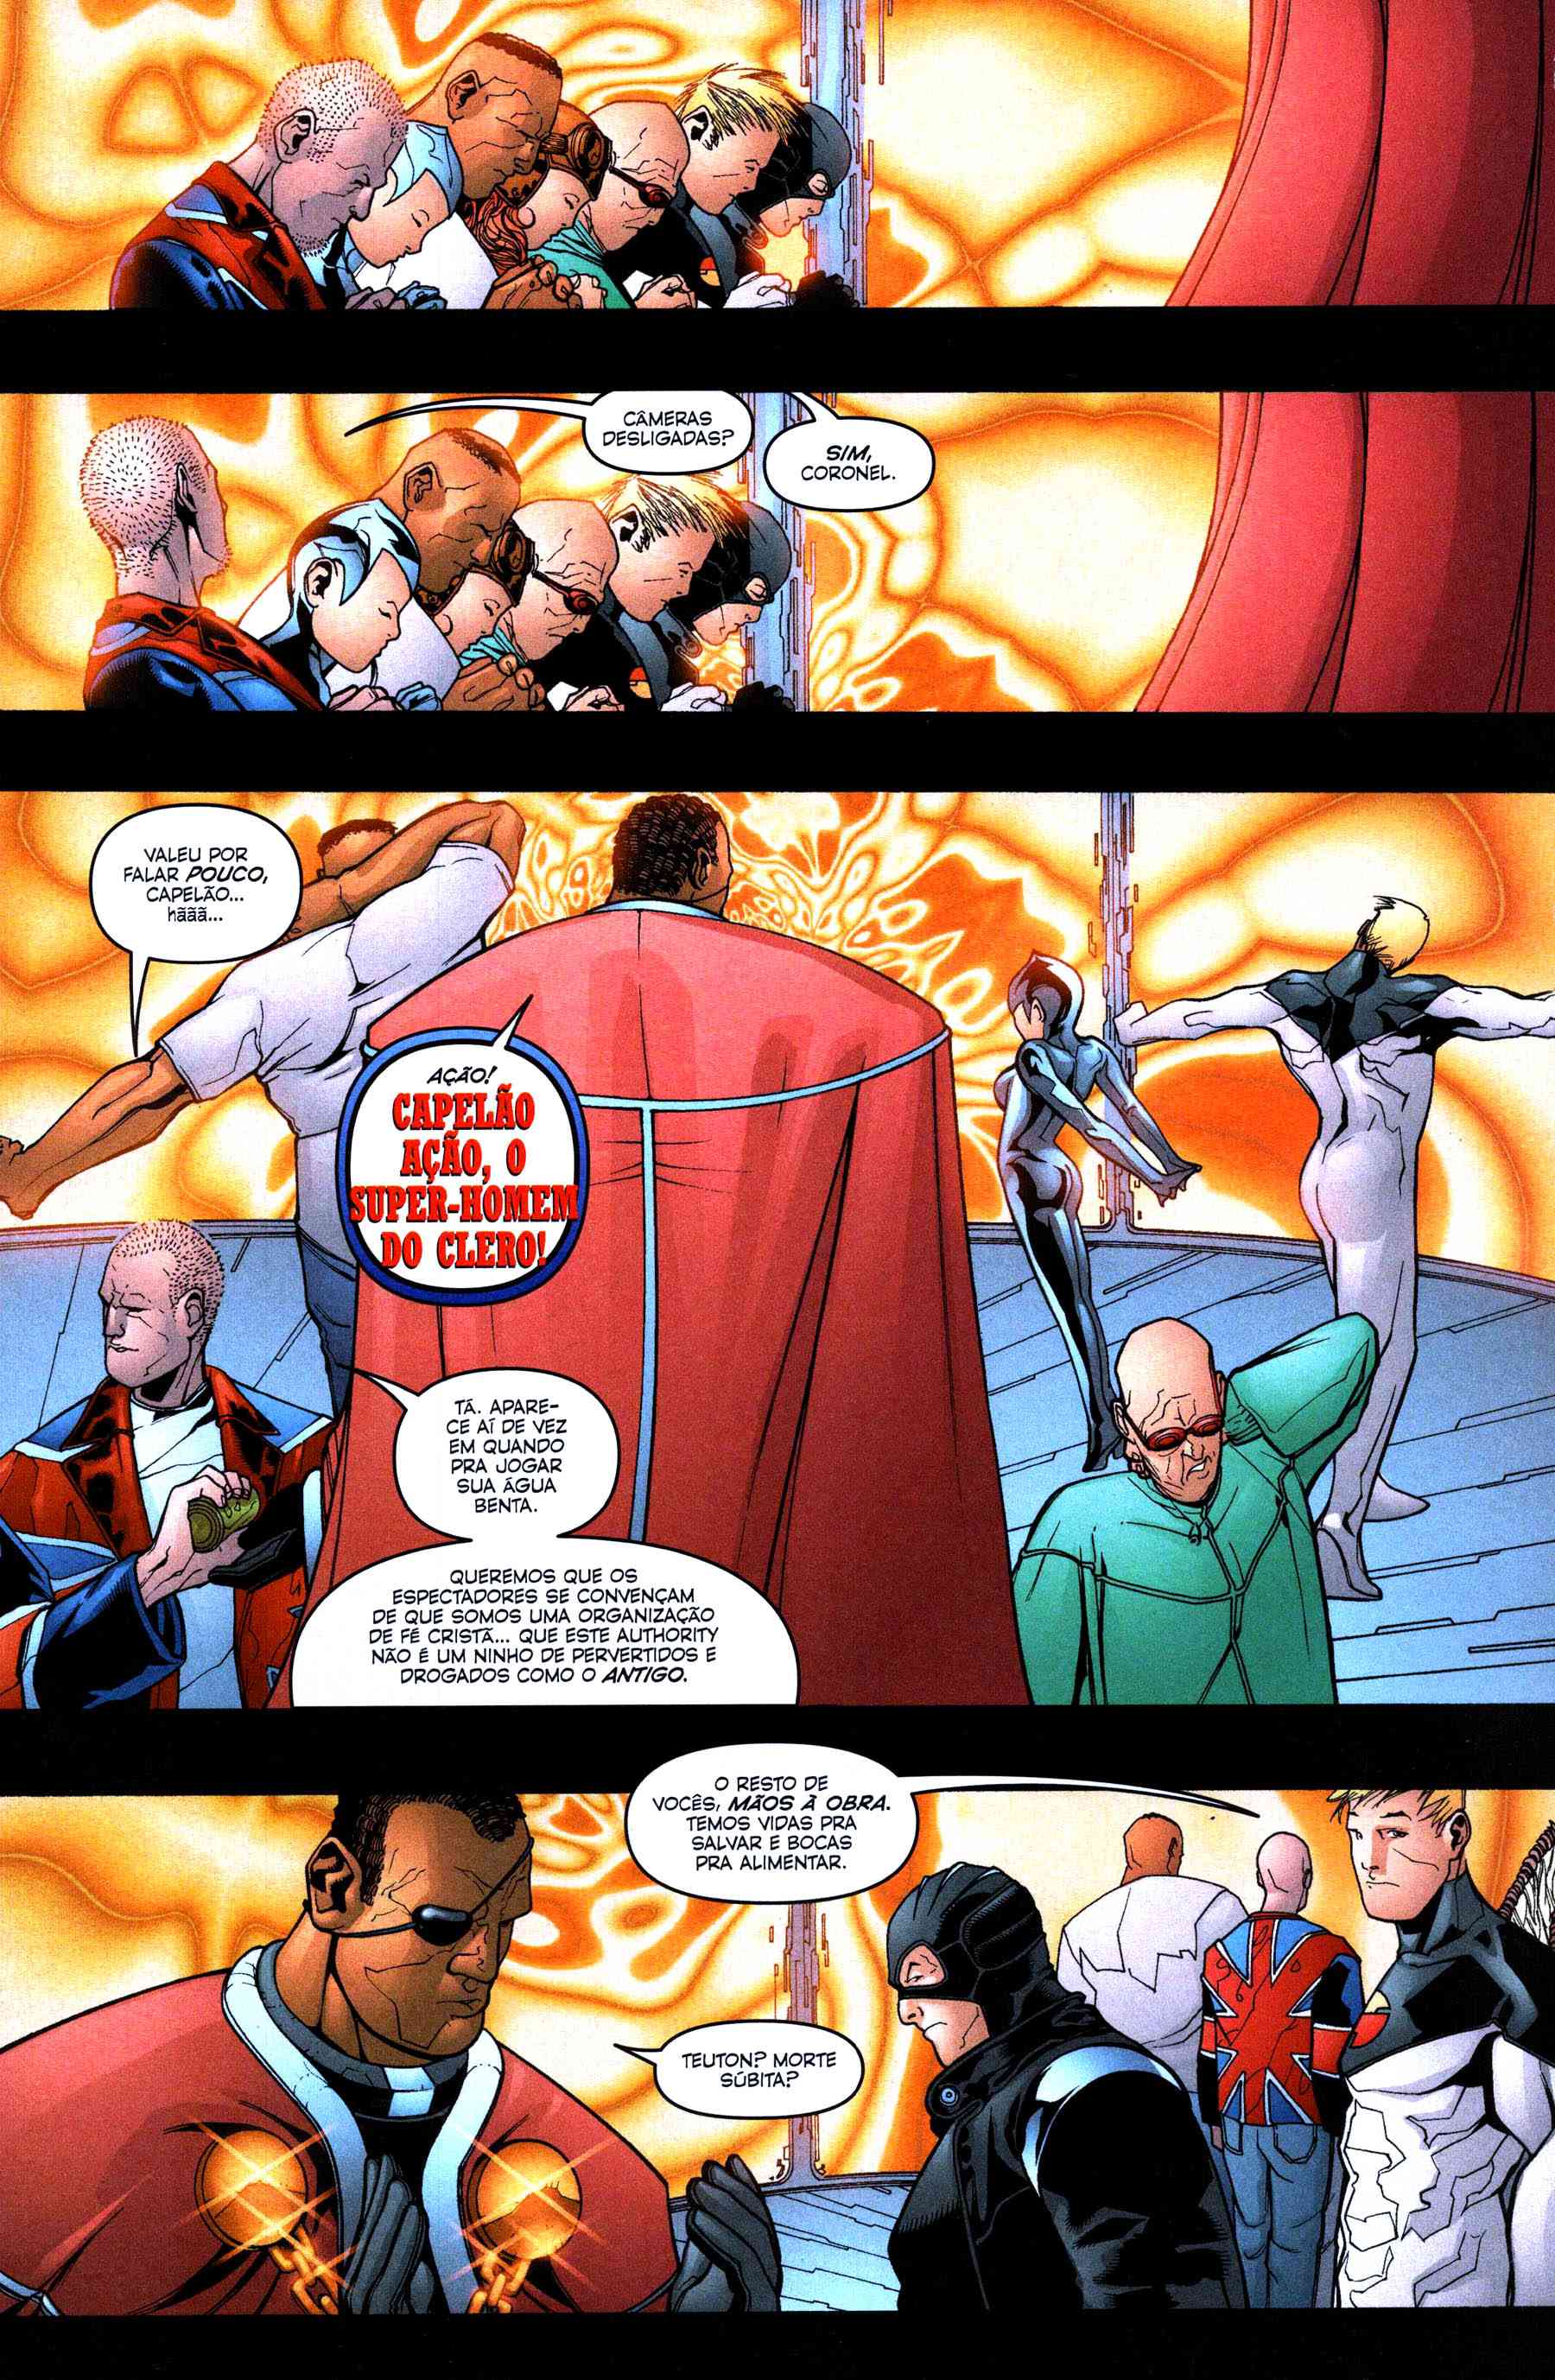 CÂMERAS
DESLIGADAS?
SIM,
CORONEL.
VALEU POR
FALAR POUCO,
CAPELÃO...
hããã...
AÇÃO!
CAPELÃO
AÇÃO, O
SUPER-HOMEM
DO CLERO!
TÁ. APARE-
CE AÍ DE VEZ
EM QUANDO
PRA JOGAR
SUA ÁGUA
BENTA.
QUEREMOS QUE OS
ESPECTADORES SE CONVENÇAM
DE QUE SOMOS UMA ORGANIZAÇÃO
DE FÉ CRISTÃ... QUE ESTE AUTHORITY
NÃO É UM NINHO DE PERVERTIDOS E
DROGADOS COMO O ANTIGO.
O RESTO DE
VOCÊS, MÃOS À OBRA.
TEMOS VIDAS PRA
SALVAR E BOCAS
PRA ALIMENTAR.
TEUTON? MORTE
SÚBITA?